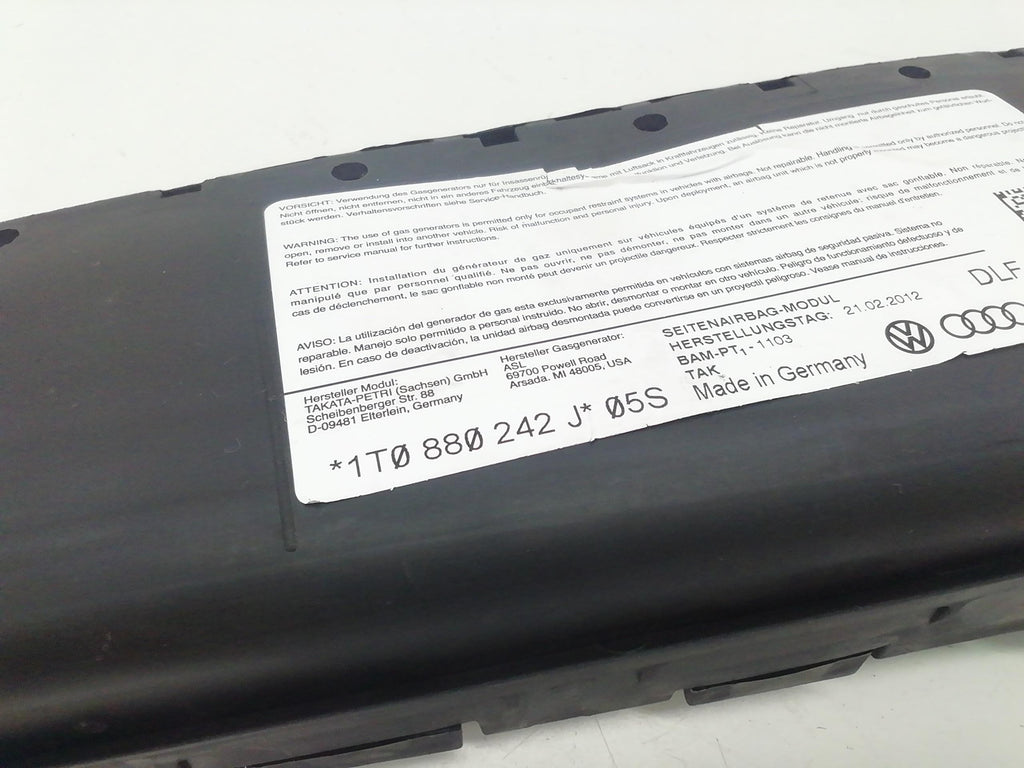 VORSICHT: Verwendung des Gasgenerators nur für Insassenrückhaltesysteme mit Luftsack in Kraftfahrzeugen zulässig. Keine Reparatur. Umgang, nur durch geschultes Personal erlaubt.
Nicht öffnen, nicht entfernen, nicht in ein anderes Fahrzeug und Verletzung. Bei Auslösung kann die nicht montierte Airbageinheit zum gefährlichen Wurf-
stück werden. Verhaltensvorschriften siehe Service-Handbuch.
WARNING: The use of gas generators is permitted only for occupant restraint systems in vehicles with airbags. Not repairable. Handling permitted only by authorized personnel. Do not
open, remove or install into another vehicle. Risk of malfunction and personal injury. Upon deployment, an airbag unit which is not properly may become a dangerous
Refer to service manual for further instructions.
ATTENTION: Installation du générateur de gaz uniquement sur véhicules équipés d'un système de retenue avec sac gonflable. Non réparable.
manipulé que par personnel qualifié. Ne pas ouvrir, ne pas démonter, ne pas monter dans un autre véhicule: risque de malfonctionnement et
cas de déclenchement, le sac gonflable non monté peut devenir un projectile dangereux. Respecter strictement les consignes du manuel d'entretien.
AVISO: La utilización del generador de gas esta exclusivamente permitida en vehículos con sistemas airbag de seguridad pasiva. Sistema no
reparable. Manejo solo permitido a personal instruido. No abrir, desmontar o montar en otro vehículo. Peligro de funcionamiento defectuoso y de
lesión. En caso de deactivación, la unidad airbag desmontada puede convertirse en un proyectil peligroso. Vease manual de instrucciones.
Hersteller Modul:
TAKATA-PETRI (Sachsen) GmbH
Scheibenberger Str. 88
D-09481 Elterlein, Germany
Hersteller Gasgenerator:
ASL
69700 Powell Road
Arsada. MI 48005, USA
SEITENAIRBAG-MODUL
HERSTELLUNGSTAG: 21.02.2012
BAM-PT1-1103
TAK
Made in Germany
DLF
*1T0 880 242 J* 05S